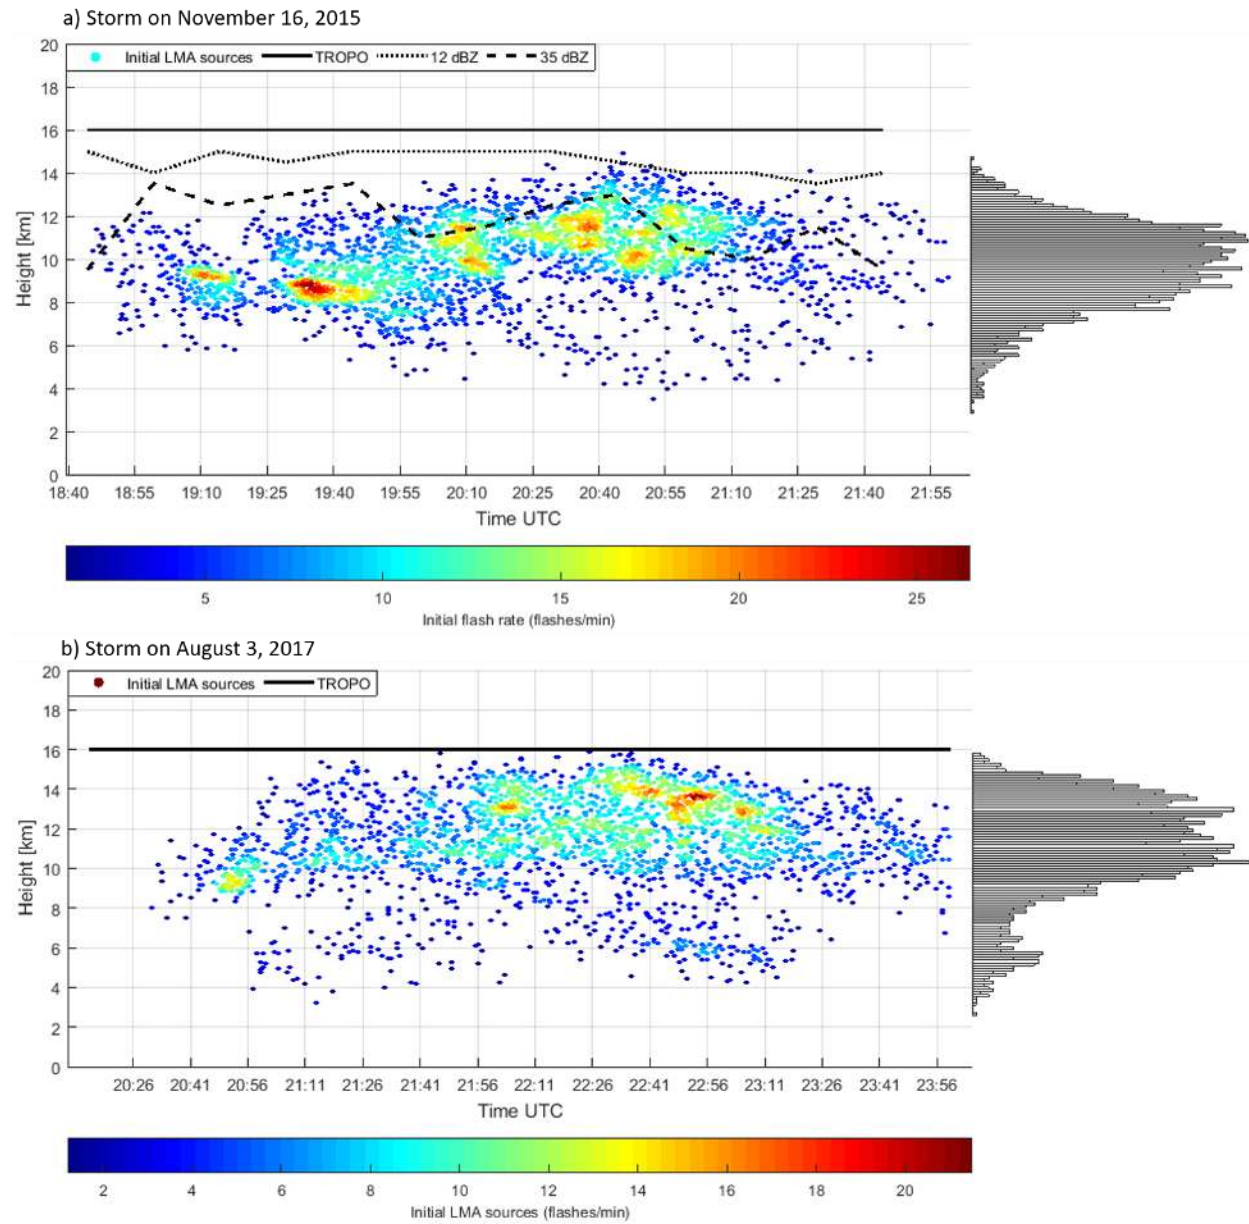 a) Storm on November 16, 2015
Initial LMA sources TROPO 12 dBZ 35 dBZ
20
18
16
14
12
10
8
6
4
2
0
Height [km]
18:40 18:55 19:10 19:25 19:40 19:55 20:10 20:25 20:40 20:55 21:10 21:25 21:40 21:55
Time UTC
5 10 15 20 25
Initial flash rate (flashes/min)
b) Storm on August 3, 2017
Initial LMA sources TROPO
20
18
16
14
12
10
8
6
4
2
0
Height [km]
20:26 20:41 20:56 21:11 21:26 21:41 21:56 22:11 22:26 22:41 22:56 23:11 23:26 23:41 23:56
Time UTC
2 4 6 8 10 12 14 16 18 20
Initial LMA sources (flashes/min)